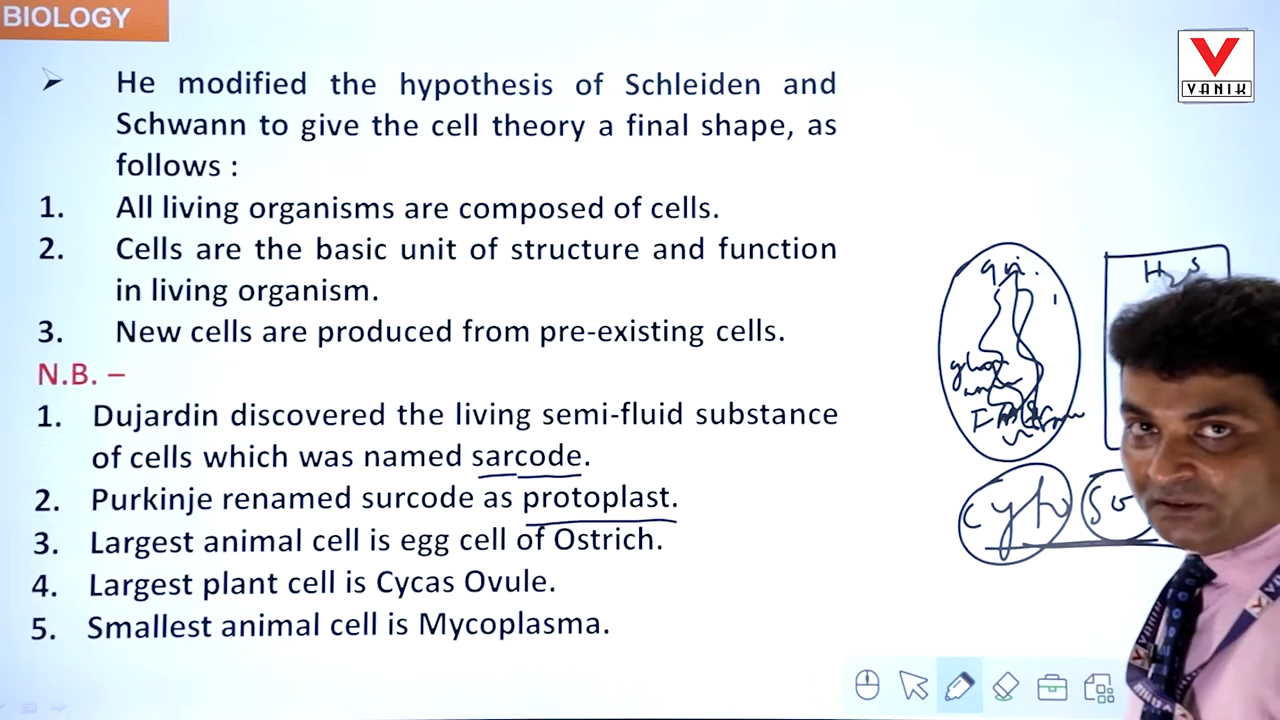 BIOLOGY
VANIK
➢ He modified the hypothesis of Schleiden and
Schwann to give the cell theory a final shape, as
follows :
1. All living organisms are composed of cells.
2. Cells are the basic unit of structure and function
in living organism.
3. New cells are produced from pre-existing cells.
N.B. –
1. Dujardin discovered the living semi-fluid substance
of cells which was named sarcode.
2. Purkinje renamed surcode as protoplast.
3. Largest animal cell is egg cell of Ostrich.
4. Largest plant cell is Cycas Ovule.
5. Smallest animal cell is Mycoplasma.
H2S
Cyto
VANIK